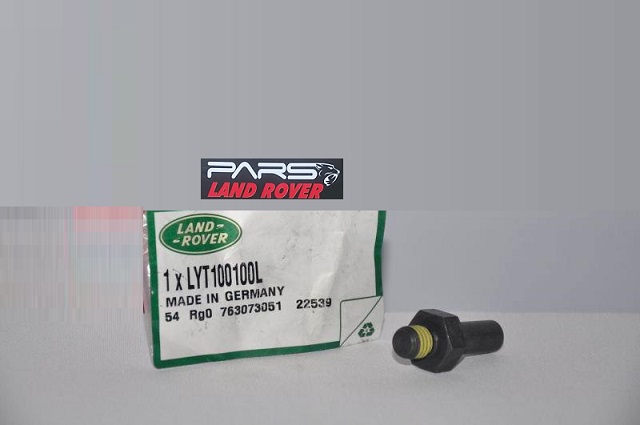 PARS
LAND ROVER
LAND-
-ROVER
1 x LYT100100L
MADE IN GERMANY
54 Rg0 763073051 22539